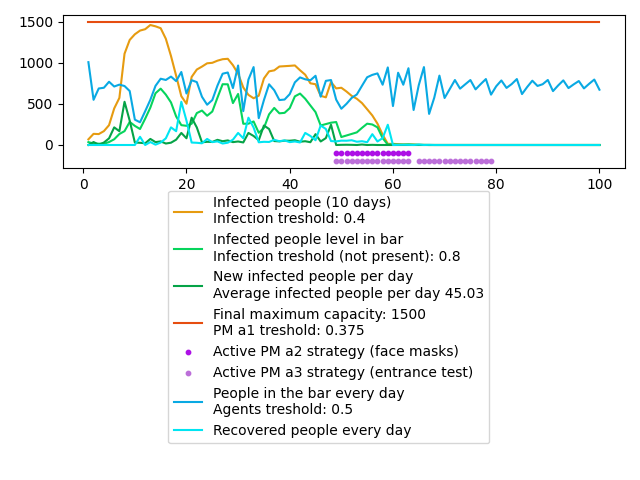 1500
1000
500
0
0 20 40 60 80 100
Infected people (10 days)
Infection treshold: 0.4
Infected people level in bar
Infection treshold (not present): 0.8
New infected people per day
Average infected people per day 45.03
Final maximum capacity: 1500
PM a1 treshold: 0.375
Active PM a2 strategy (face masks)
Active PM a3 strategy (entrance test)
People in the bar every day
Agents treshold: 0.5
Recovered people every day